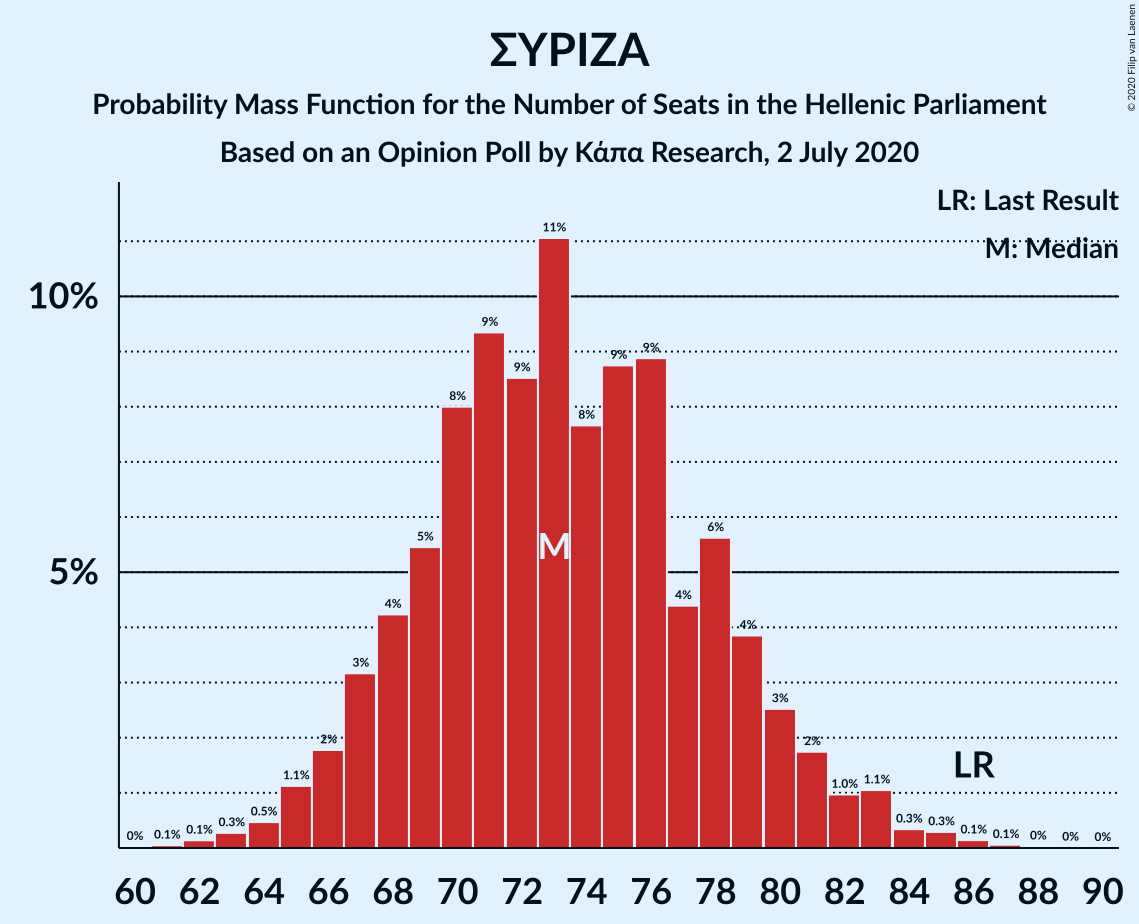 ΣΥΡΙΖΑ
Probability Mass Function for the Number of Seats in the Hellenic Parliament
Based on an Opinion Poll by Κάπα Research, 2 July 2020
© 2020 Filip van Laenen
LR: Last Result
M: Median
10%
5%
0% 0.1% 0.1% 0.3% 0.5% 1.1% 2% 3% 4% 5% 8% 9% 9% 11% 8% 9% 9% 4% 6% 4% 3% 2% 1.0% 1.1% 0.3% 0.3% 0.1% 0.1% 0% 0% 0%
M
LR
60 62 64 66 68 70 72 74 76 78 80 82 84 86 88 90